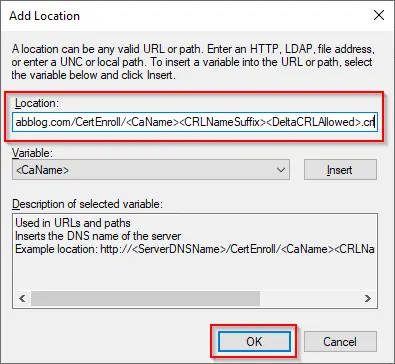 Add Location
A location can be any valid URL or path. Enter an HTTP, LDAP, file address,
or enter a UNC or local path. To insert a variable into the URL or path, select
the variable below and click Insert.
Location:
abblog.com/CertEnroll/<CaName><CRLNameSuffix><DeltaCRLAllowed>.crl
Variable:
<CaName> Insert
Description of selected variable:
Used in URLs and paths
Inserts the DNS name of the server
Example location: http://<ServerDNSName>/CertEnroll/<CaName><CRLNa
OK Cancel